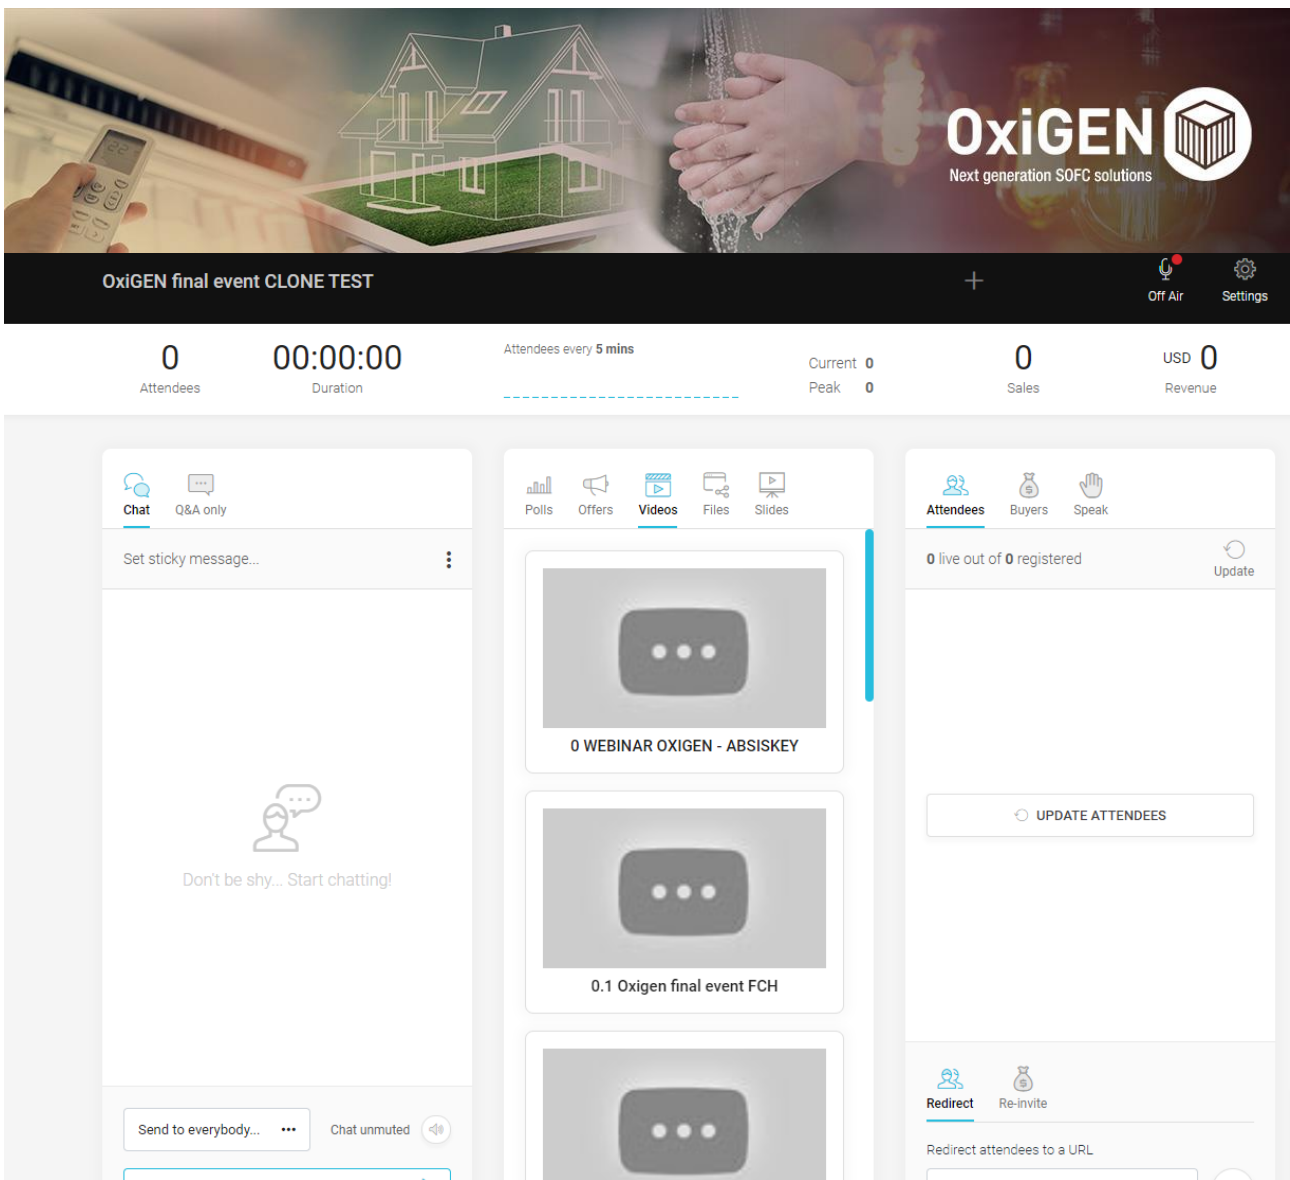 OxiGEN
Next generation SOFC solutions
OxiGEN final event CLONE TEST
Off Air
Settings
0
Attendees
00:00:00
Duration
Attendees every 5 mins
Current 0
Peak 0
0
Sales
USD 0
Revenue
Chat
Q&A only
Set sticky message...
Don't be shy... Start chatting!
Send to everybody...
Chat unmuted
Polls
Offers
Videos
Files
Slides
0 WEBINAR OXIGEN - ABSISKEY
0.1 Oxigen final event FCH
Attendees
Buyers
Speak
0 live out of 0 registered
Update
UPDATE ATTENDEES
Redirect
Re-invite
Redirect attendees to a URL